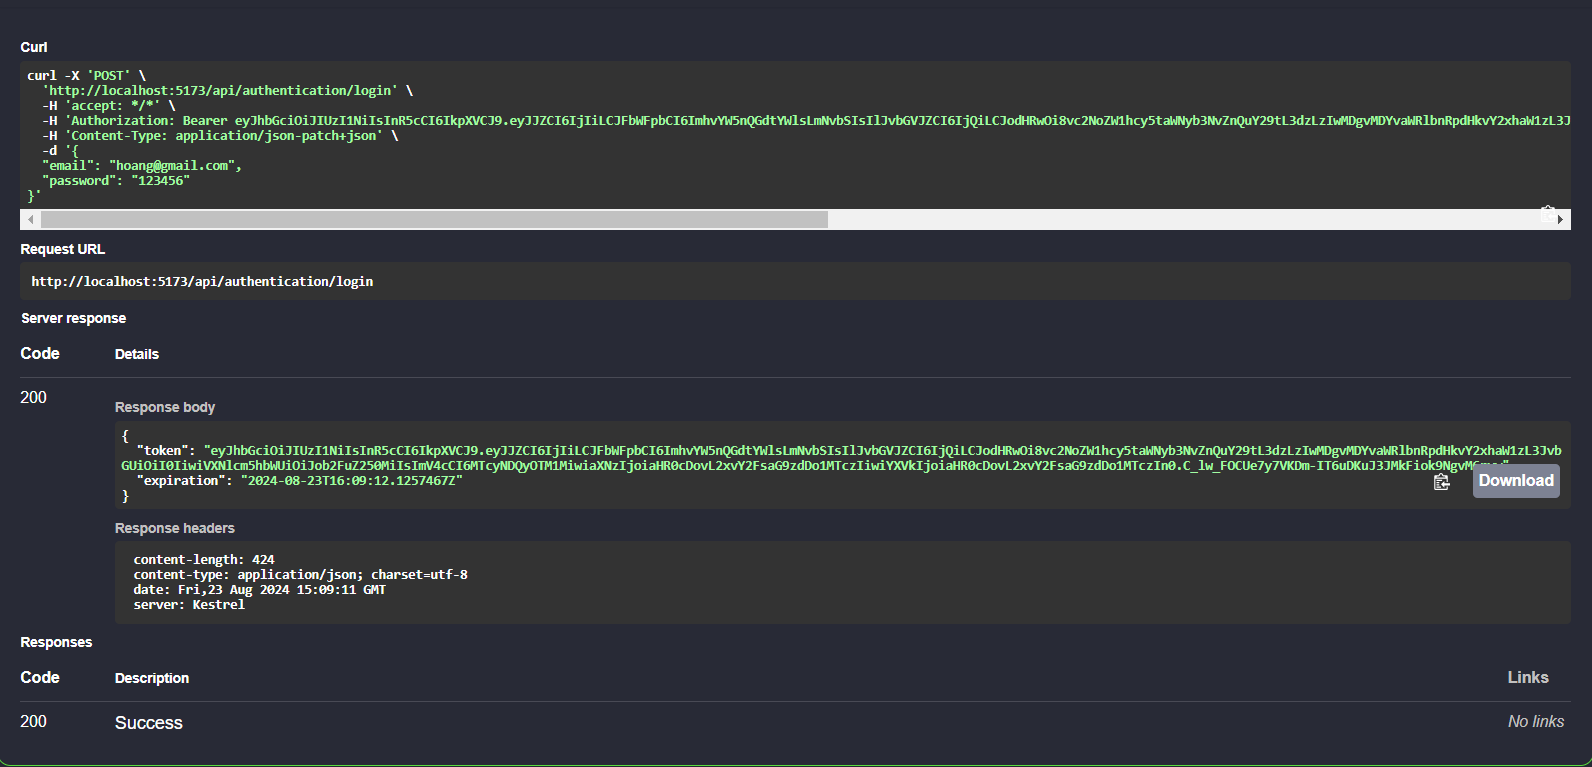 Curl
curl -X 'POST' \
'http://localhost:5173/api/authentication/login' \
-H 'accept: */*' \
-H 'Authorization: Bearer eyJhbGciOiJIUzI1NiIsInR5cCI6IkpXVCJ9.eyJJZCI6IjIiLCJFbWFpbCI6ImhvYW5nQGdtYWlsLmNvbSIsIlJvbGVJZCI6IjQiLCJodHRwOi8vc2NoZW1hcy5taWNyb3NvZnQuY29tL3dzLzIwMDgvMDYvaWRlbnRpdHkvY2xhaW1zL3J
-H 'Content-Type: application/json-patch+json' \
-d '{
"email": "hoang@gmail.com",
"password": "123456"
}'
Request URL
http://localhost:5173/api/authentication/login
Server response
Code Details
200
Response body
{
"token": "eyJhbGciOiJIUzI1NiIsInR5cCI6IkpXVCJ9.eyJJZCI6IjIiLCJFbWFpbCI6ImhvYW5nQGdtYWlsLmNvbSIsIlJvbGVJZCI6IjQiLCJodHRwOi8vc2NoZW1hcy5taWNyb3NvZnQuY29tL3dzLzIwMDgvMDYvaWRlbnRpdHkvY2xhaW1zL3Jvb
"expiration": "2024-08-23T16:09:12.1257467Z"
}
Download
Response headers
content-length: 424
content-type: application/json; charset=utf-8
date: Fri,23 Aug 2024 15:09:11 GMT
server: Kestrel
Responses
Code Description Links
200 Success No links